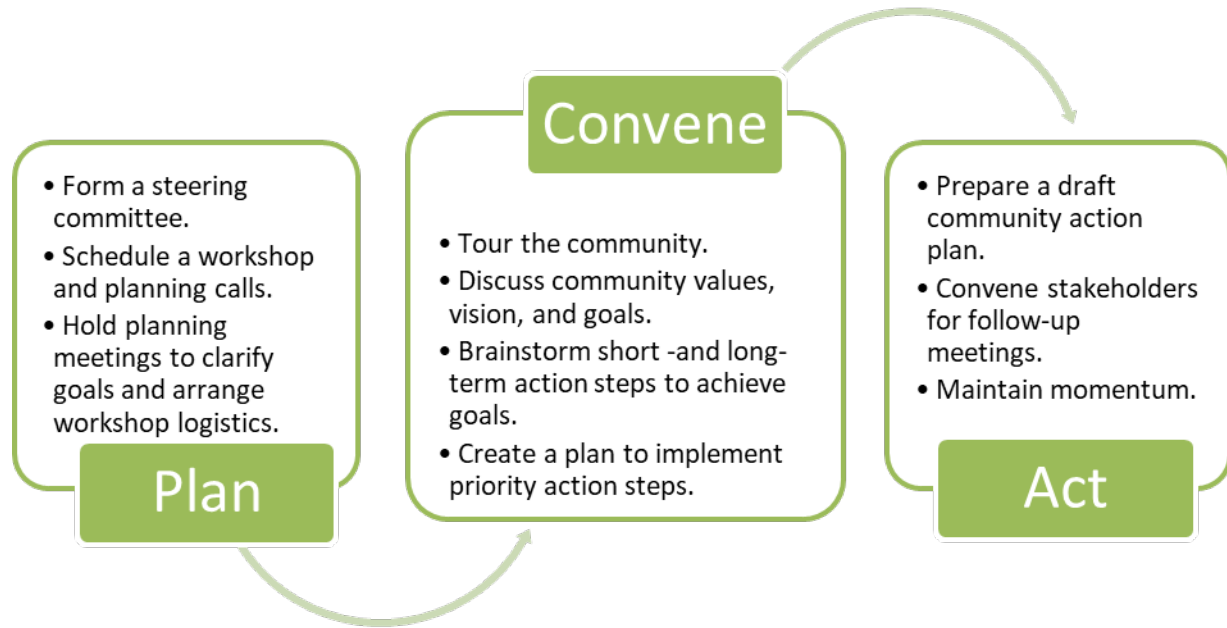 • Form a steering
committee.
• Schedule a workshop
and planning calls.
• Hold planning
meetings to clarify
goals and arrange
workshop logistics.
Plan
Convene
• Tour the community.
• Discuss community values,
vision, and goals.
• Brainstorm short -and long-
term action steps to achieve
goals.
• Create a plan to implement
priority action steps.
• Prepare a draft
community action
plan.
• Convene stakeholders
for follow-up
meetings.
• Maintain momentum.
Act